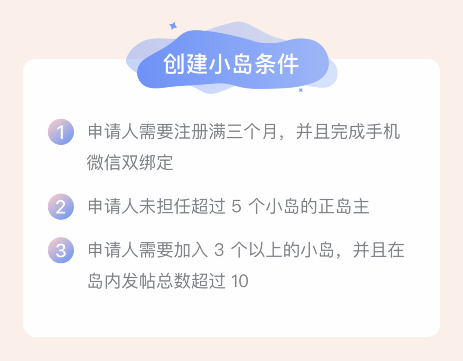 创建小岛条件
1 申请人需要注册满三个月，并且完成手机
微信双绑定
2 申请人未担任超过 5 个小岛的正岛主
3 申请人需要加入 3 个以上的小岛，并且在
岛内发帖总数超过 10